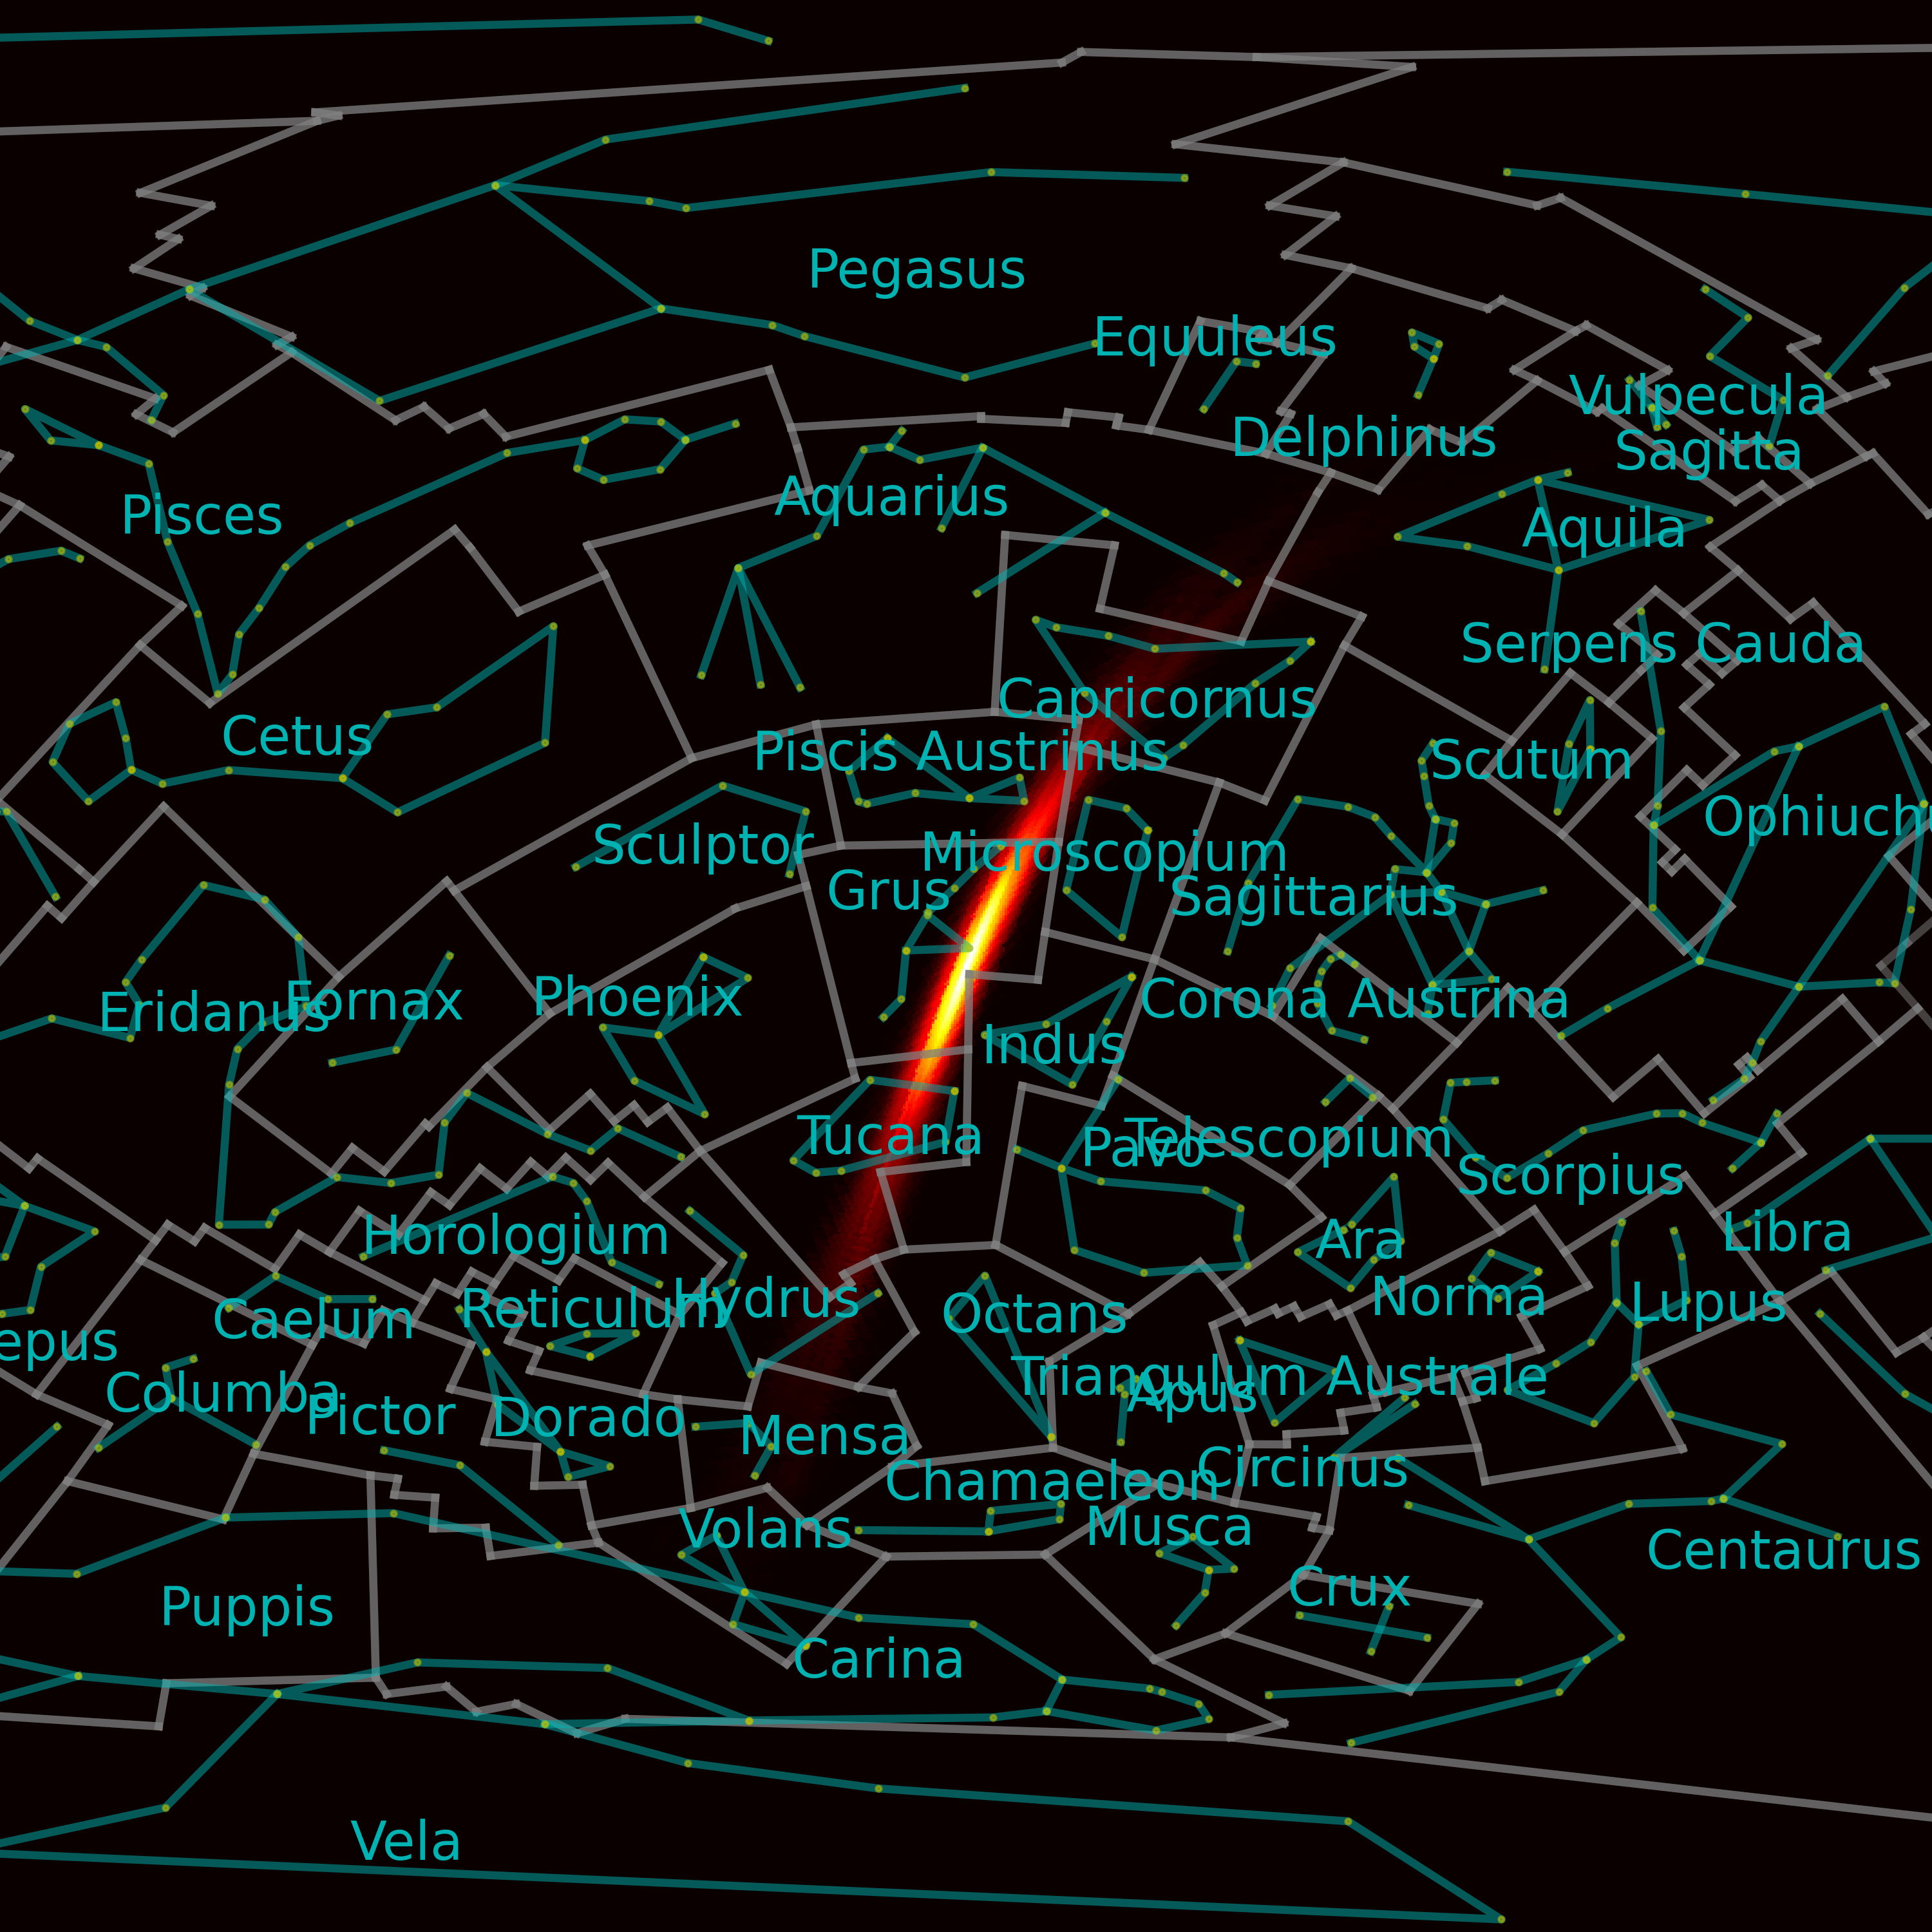 Pegasus
Equuleus
Vulpecula
Delphinus
Sagitta
Aquarius
Pisces
Aquila
Serpens Cauda
Capricornus
Cetus
Piscis Austrinus
Scutum
Ophiuchu
Sculptor
Microscopium
Grus
Sagittarius
Phoenix
Fornax
Corona Austrina
Eridanus
Indus
Tucana
Telescopium
Pavo
Scorpius
Horologium
Ara
Libra
Hydrus
Norma
Lupus
Reticulum
Octans
Caelum
epus
Triangulum Australe
Columba
Apus
Pictor
Dorado
Mensa
Circinus
Chamaeleon
Volans
Musca
Centaurus
Crux
Puppis
Carina
Vela